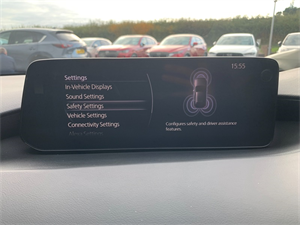 15:55
Settings
In-Vehicle Displays
Sound Settings
Safety Settings
Vehicle Settings
Connectivity Settings
Configures safety and driver assistance
features.